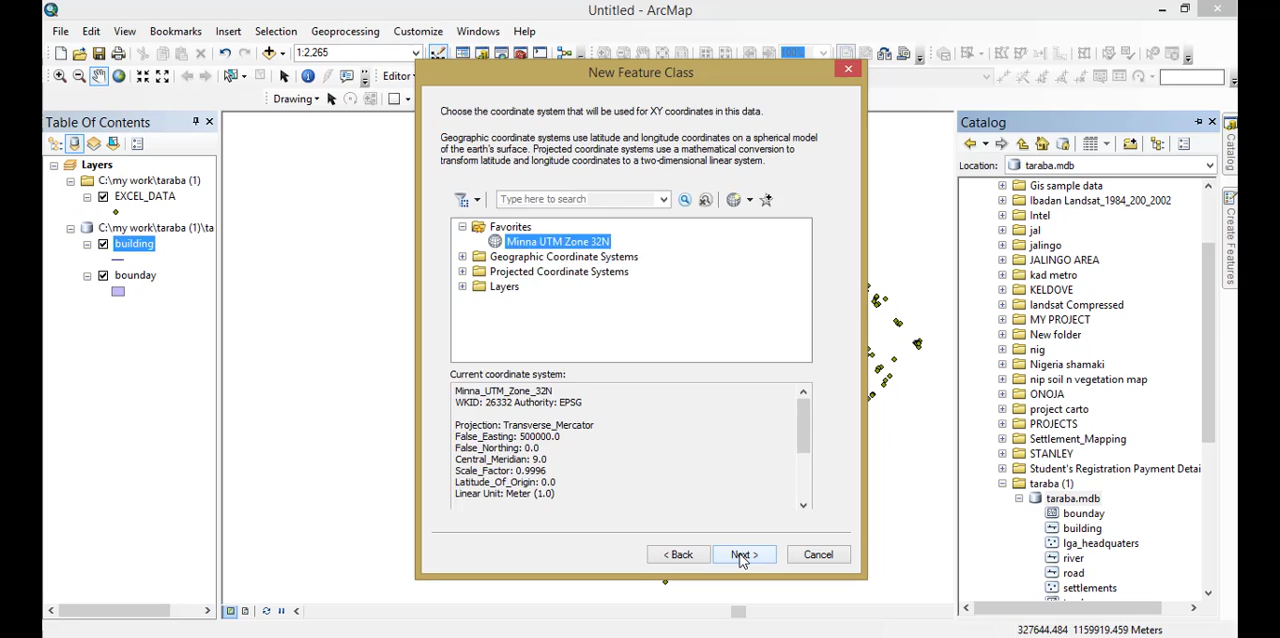 Untitled - ArcMap
File Edit View Bookmarks Insert Selection Geoprocessing Customize Windows Help
1:2,265
100%
Editor
Drawing
Table Of Contents
Layers
C:\my work\taraba (1)
EXCEL_DATA
C:\my work\taraba (1)\ta
building
bounday
New Feature Class
Choose the coordinate system that will be used for XY coordinates in this data.
Geographic coordinate systems use latitude and longitude coordinates on a spherical model
of the earth's surface. Projected coordinate systems use a mathematical conversion to
transform latitude and longitude coordinates to a two-dimensional linear system.
Type here to search
Favorites
Minna UTM Zone 32N
Geographic Coordinate Systems
Projected Coordinate Systems
Layers
Current coordinate system:
Minna_UTM_Zone_32N
WKID: 26332 Authority: EPSG
Projection: Transverse_Mercator
False_Easting: 500000.0
False_Northing: 0.0
Central_Meridian: 9.0
Scale_Factor: 0.9996
Latitude_Of_Origin: 0.0
Linear Unit: Meter (1.0)
< Back
Next >
Cancel
Catalog
Location: taraba.mdb
Gis sample data
Ibadan Landsat_1984_200_2002
Intel
jal
jalingo
JALINGO AREA
kad metro
KELDOVE
landsat Compressed
MY PROJECT
New folder
nig
Nigeria shamaki
nip soil n vegetation map
ONOJA
project carto
PROJECTS
Settlement_Mapping
STANLEY
Student's Registration Payment Detai
taraba (1)
taraba.mdb
bounday
building
lga_headquaters
river
road
settlements
Catalog
Create Features
327644.484 1159919.459 Meters